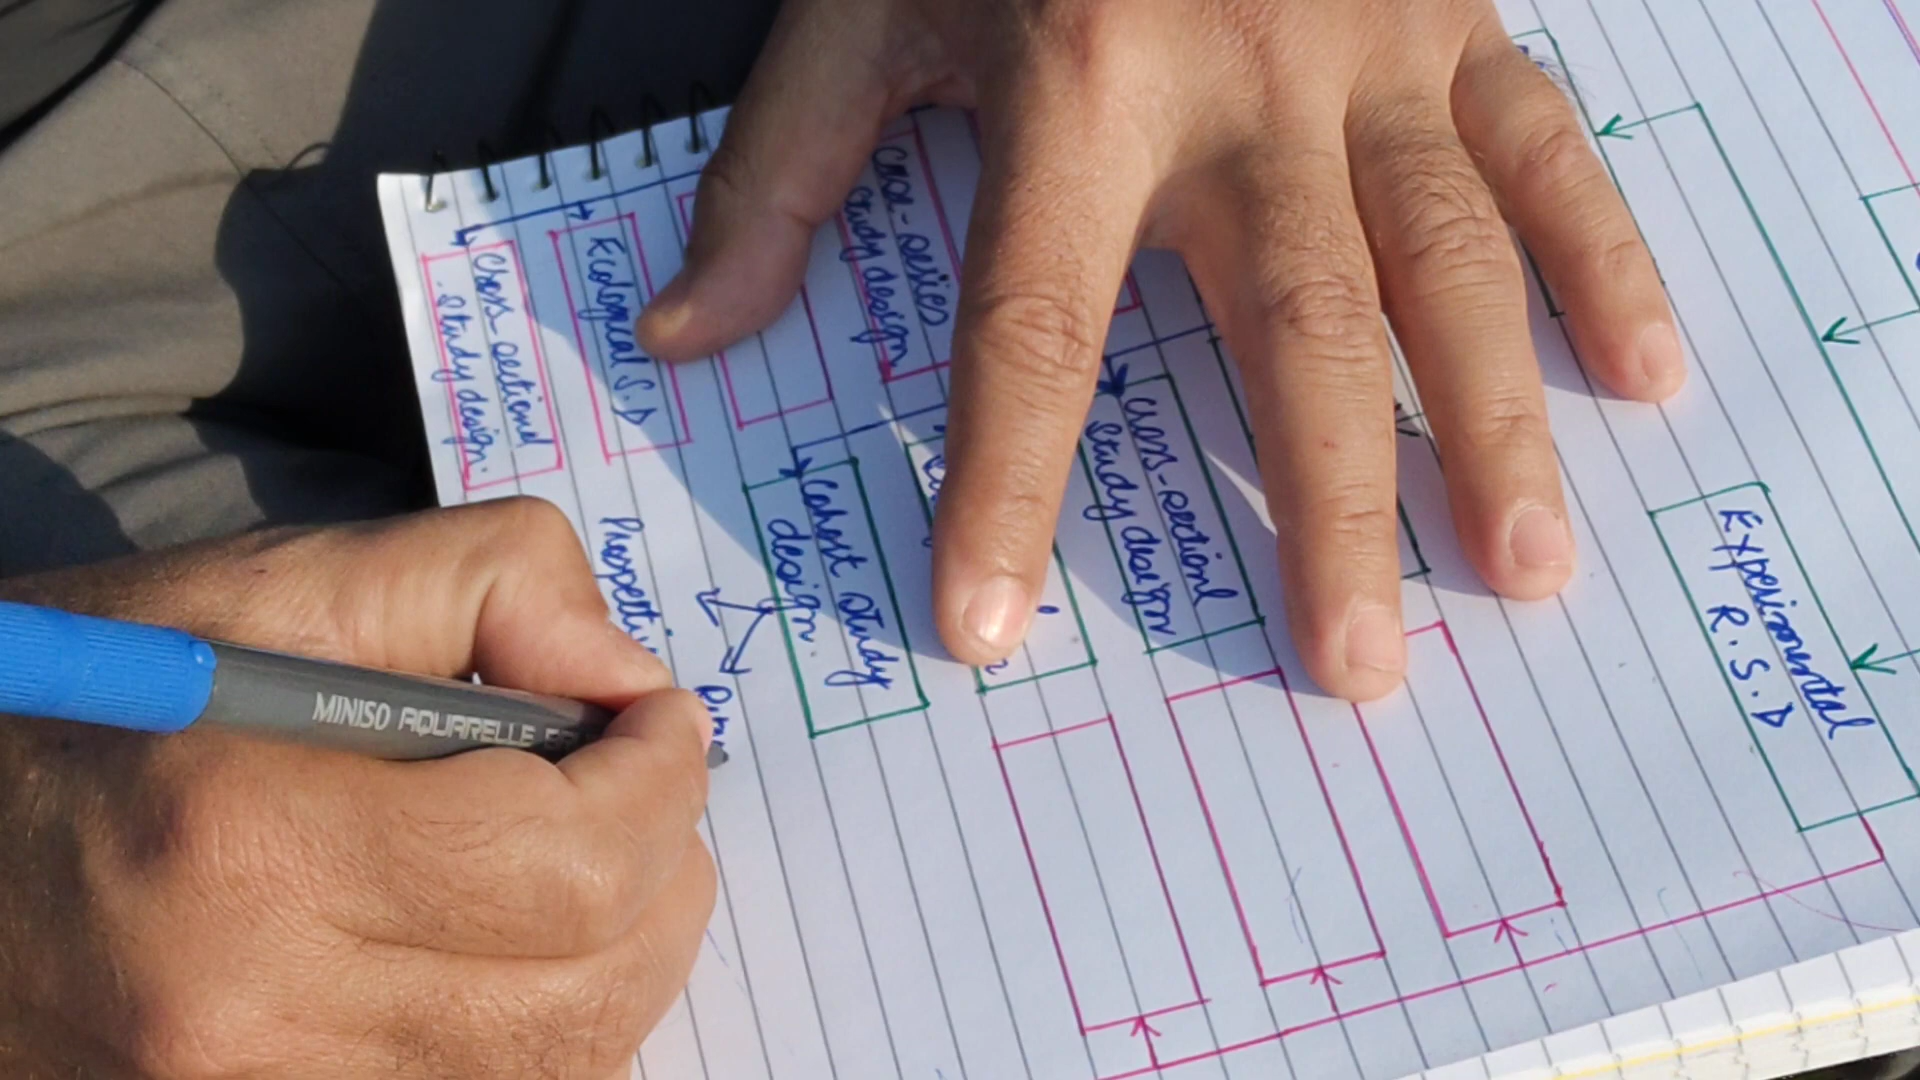 Cross sectional
study design.
Ecological S.D
Case-series
study design
Cohort study
design.
Cross-sectional
study design
Experimental
R.S.D
MINISO AQUARELLE